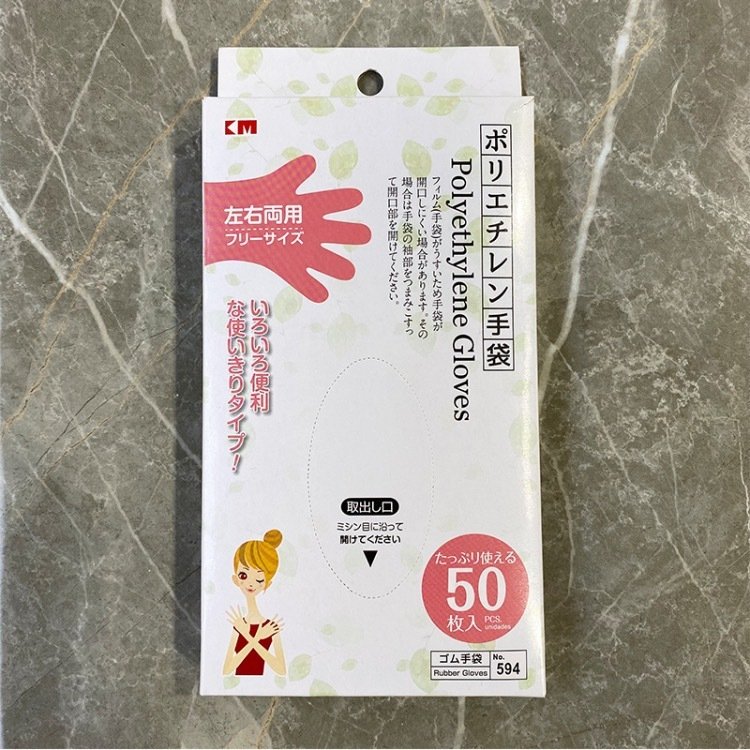 KM
ポリエチレン手袋
Polyethylene Gloves
フィルム(手袋)がうすいため手袋が
開口しにくい場合があります。その
場合は手袋の袖部をつまみこすっ
て開口部を開けてください。
左右両用
フリーサイズ
いろいろ便利
な使いきりタイプ！
取出し口
ミシン目に沿って
開けてください
たっぷり使える
50
枚入
PCS.
unidades
ゴム手袋
Rubber Gloves
No.
594